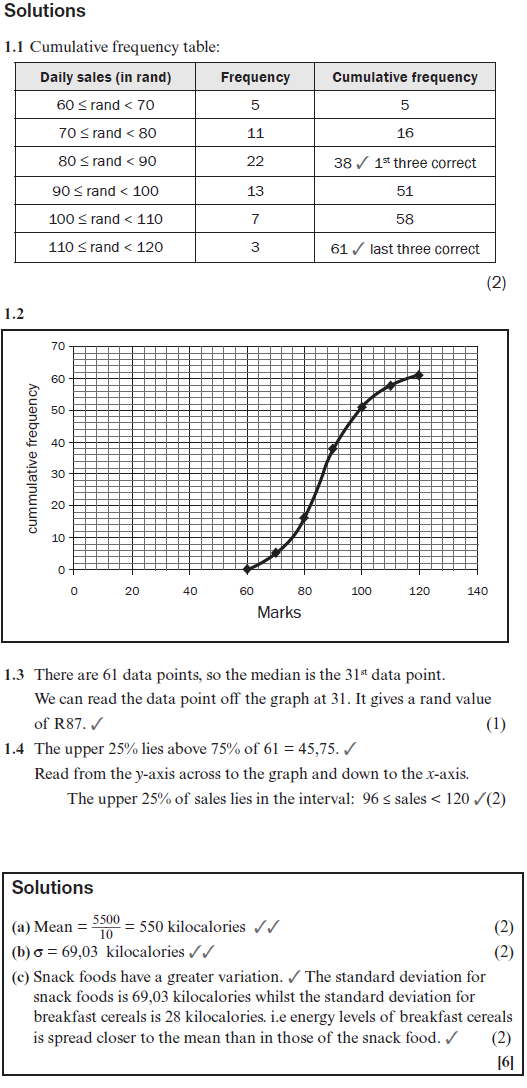 Solutions
1.1 Cumulative frequency table:
Daily sales (in rand) Frequency Cumulative frequency
60 ≤ rand < 70 5 5
70 ≤ rand < 80 11 16
80 ≤ rand < 90 22 38 ✓ 1st three correct
90 ≤ rand < 100 13 51
100 ≤ rand < 110 7 58
110 ≤ rand < 120 3 61 ✓ last three correct
(2)
1.2
cummulative frequency
70
60
50
40
30
20
10
0
0 20 40 60 80 100 120 140
Marks
1.3 There are 61 data points, so the median is the 31st data point.
We can read the data point off the graph at 31. It gives a rand value
of R87. ✓ (1)
1.4 The upper 25% lies above 75% of 61 = 45,75. ✓
Read from the y-axis across to the graph and down to the x-axis.
The upper 25% of sales lies in the interval: 96 ≤ sales < 120 ✓(2)
Solutions
(a) Mean = 5500/10 = 550 kilocalories ✓✓ (2)
(b) σ = 69,03 kilocalories ✓✓ (2)
(c) Snack foods have a greater variation. ✓ The standard deviation for
snack foods is 69,03 kilocalories whilst the standard deviation for
breakfast cereals is 28 kilocalories. i.e energy levels of breakfast cereals
is spread closer to the mean than in those of the snack food. ✓ (2)
[6]